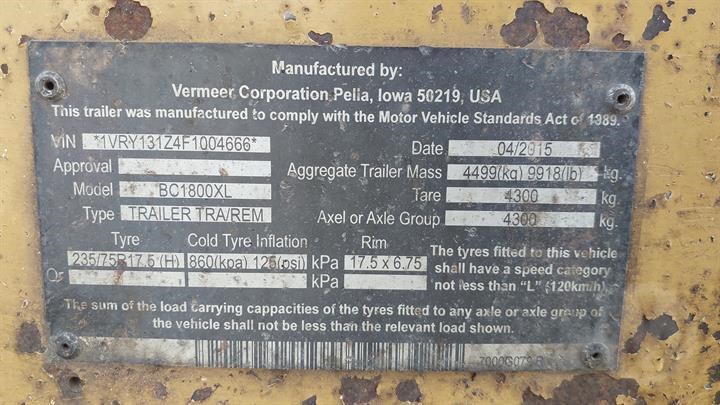 Manufactured by:
Vermeer Corporation Pella, Iowa 50219, USA
This trailer was manufactured to comply with the Motor Vehicle Standards Act of 1989.
VIN *1VRY131Z4F1004666* Date 04/2015
Approval Aggregate Trailer Mass 4499(kg) 9918(lb) kg.
Model BC1800XL Tare 4300 kg.
Type TRAILER TRA/REM Axel or Axle Group 4300 kg.
Tyre Cold Tyre Inflation Rim
235/75R17.5 (H) 860(kpa) 125(psi) kPa 17.5 x 6.75
Or kPa
The tyres fitted to this vehicle
shall have a speed category
not less than "L" (120km/h).
The sum of the load carrying cappacities of the tyres fitted to any axle or axle group of
the vehicle shall not be less than the relevant load shown.